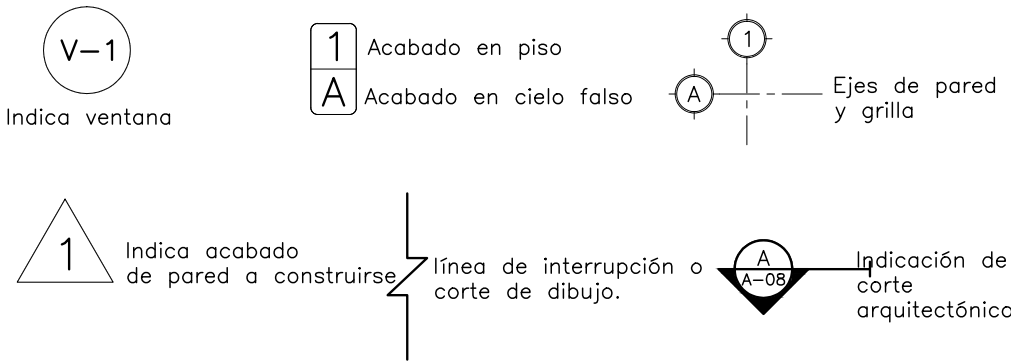 V-1
Indica ventana
1
Acabado en piso
A
Acabado en cielo falso
1
A
Ejes de pared
y grilla
1
Indica acabado
de pared a construirse
línea de interrupción o
corte de dibujo.
A
A-08
Indicación de
corte
arquitectónico